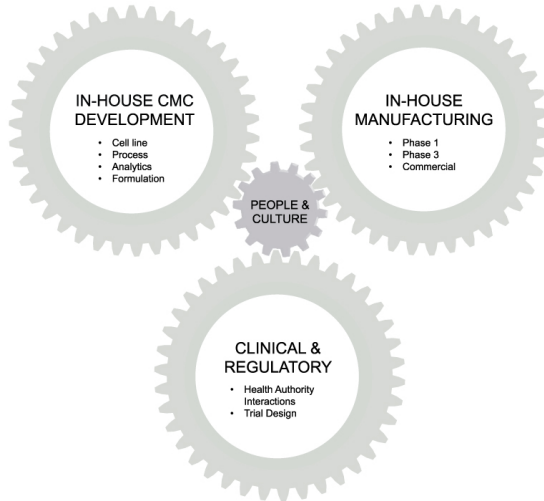 IN-HOUSE CMC
DEVELOPMENT
• Cell line
• Process
• Analytics
• Formulation
IN-HOUSE
MANUFACTURING
• Phase 1
• Phase 3
• Commercial
PEOPLE &
CULTURE
CLINICAL &
REGULATORY
• Health Authority
Interactions
• Trial Design